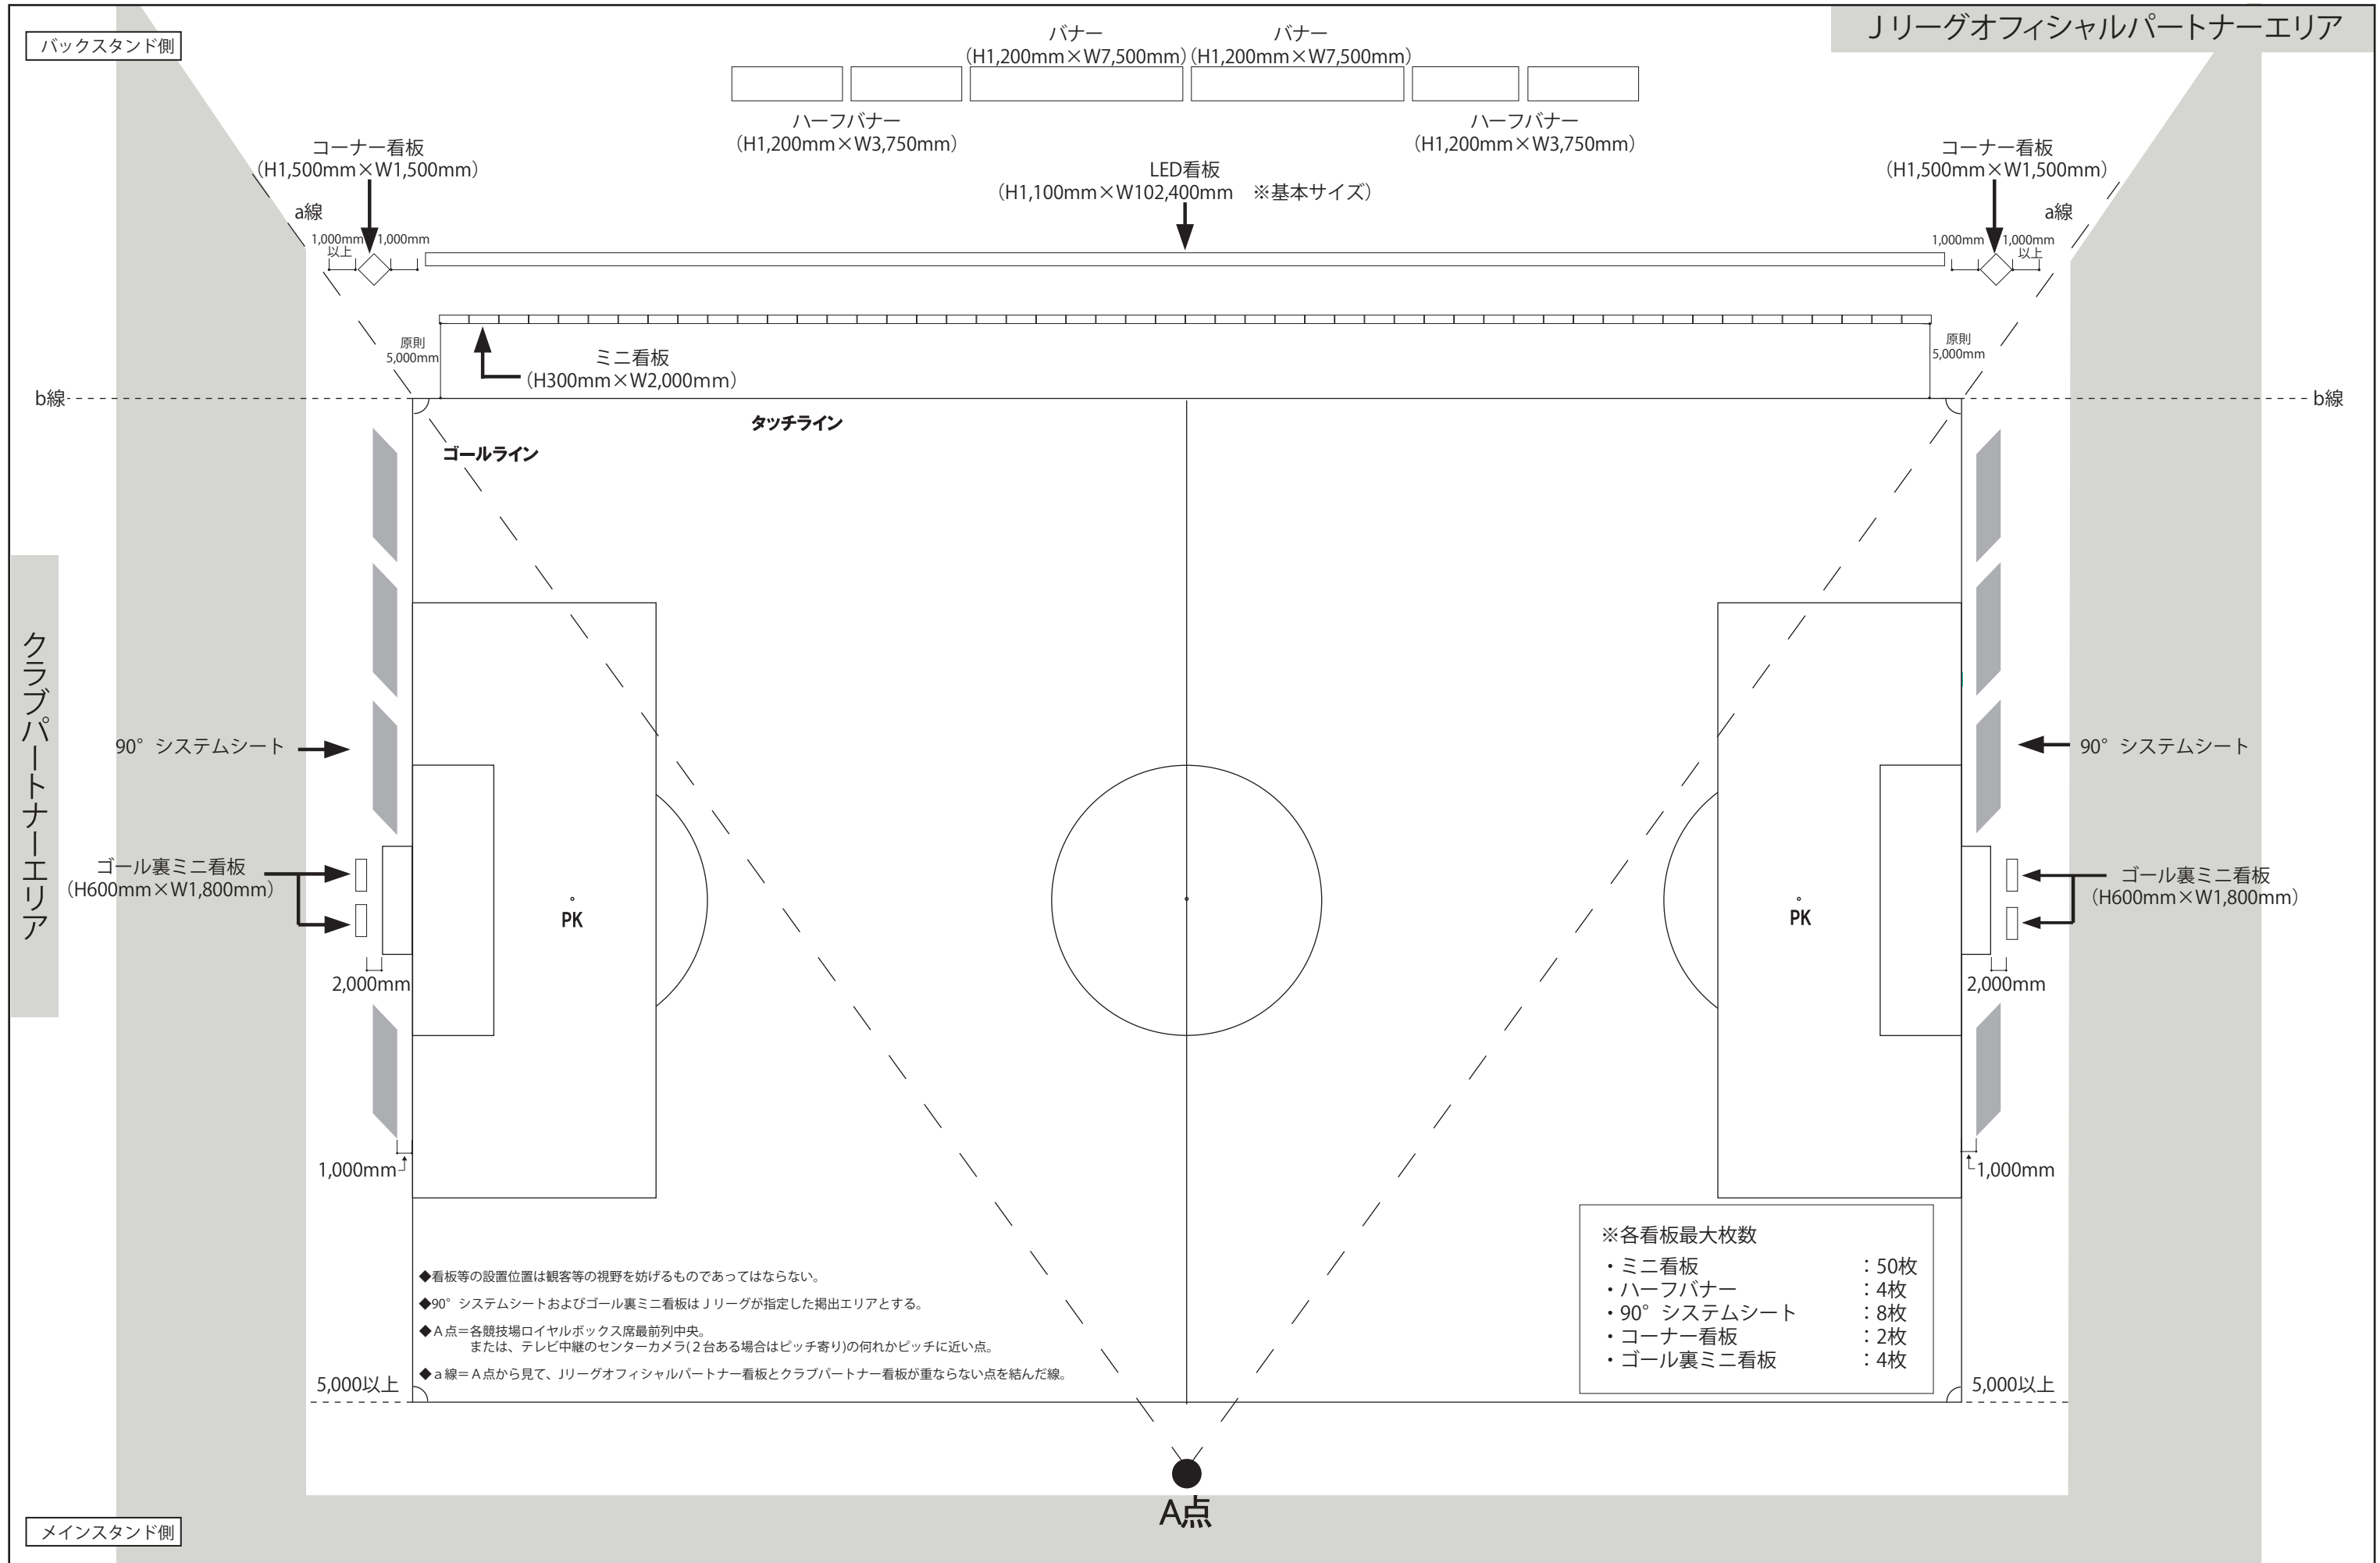 Ｊリーグオフィシャルパートナーエリア
バックスタンド側
バナー
（H1,200mm×W7,500mm）
バナー
（H1,200mm×W7,500mm）
ハーフバナー
（H1,200mm×W3,750mm）
ハーフバナー
（H1,200mm×W3,750mm）
コーナー看板
（H1,500mm×W1,500mm）
LED看板
（H1,100mm×W102,400mm　※基本サイズ）
コーナー看板
（H1,500mm×W1,500mm）
a線
a線
1,000mm
以上
1,000mm
1,000mm
1,000mm
以上
原則
5,000mm
ミニ看板
（H300mm×W2,000mm）
原則
5,000mm
b線
b線
タッチライン
ゴールライン
クラブパートナーエリア
90°システムシート
90°システムシート
ゴール裏ミニ看板
（H600mm×W1,800mm）
ゴール裏ミニ看板
（H600mm×W1,800mm）
PK
PK
2,000mm
2,000mm
1,000mm
1,000mm
※各看板最大枚数
・ミニ看板　：50枚
・ハーフバナー　：4枚
・90°システムシート　：8枚
・コーナー看板　：2枚
・ゴール裏ミニ看板　：4枚
◆看板等の設置位置は観客等の視野を妨げるものであってはならない。
◆90°システムシートおよびゴール裏ミニ看板はＪリーグが指定した掲出エリアとする。
◆Ａ点＝各競技場ロイヤルボックス席最前列中央。
または、テレビ中継のセンターカメラ(２台ある場合はピッチ寄り)の何れかピッチに近い点。
◆ａ線＝Ａ点から見て、Jリーグオフィシャルパートナー看板とクラブパートナー看板が重ならない点を結んだ線。
5,000以上
5,000以上
A点
メインスタンド側